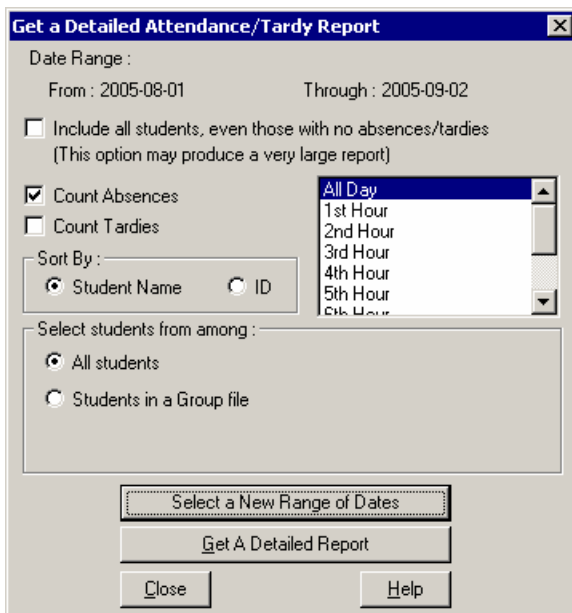 Get a Detailed Attendance/Tardy Report
Date Range :
From : 2005-08-01 Through : 2005-09-02
Include all students, even those with no absences/tardies
(This option may produce a very large report)
Count Absences
Count Tardies
All Day
1st Hour
2nd Hour
3rd Hour
4th Hour
5th Hour
6th Hour
Sort By :
Student Name ID
Select students from among :
All students
Students in a Group file
Select a New Range of Dates
Get A Detailed Report
Close Help